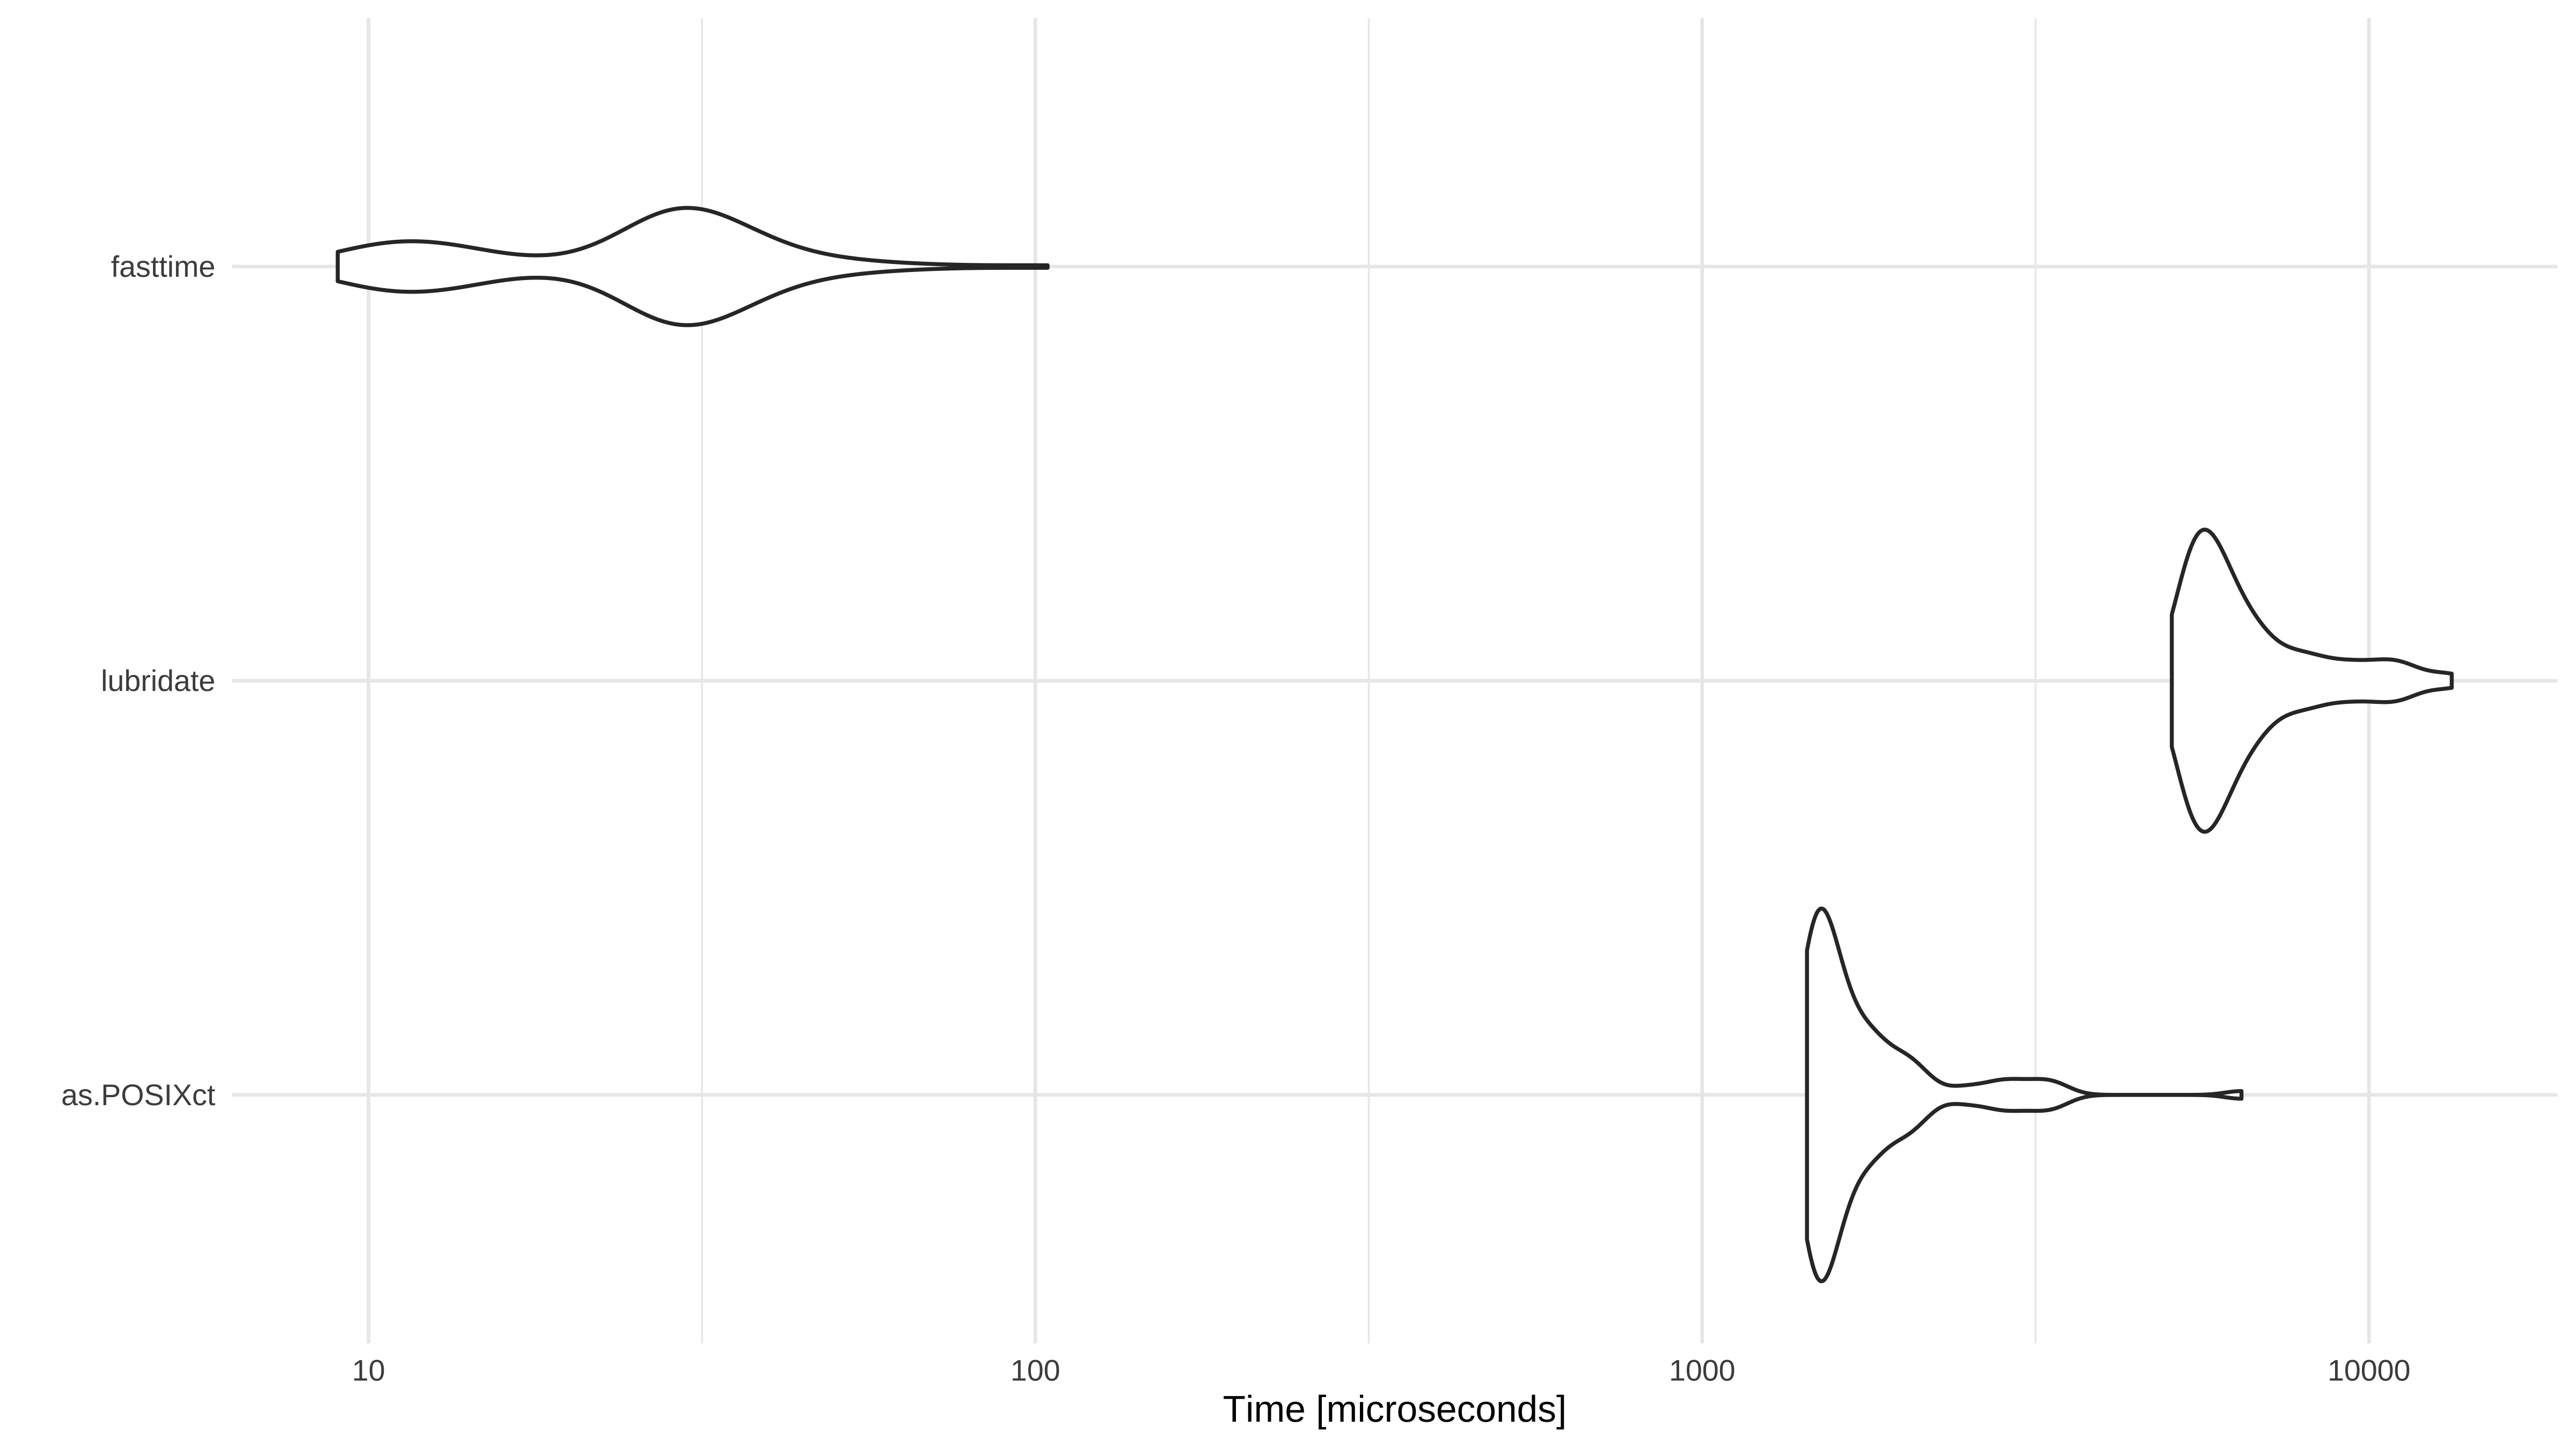 fasttime
lubridate
as.POSIXct
10 100 1000 10000
Time [microseconds]